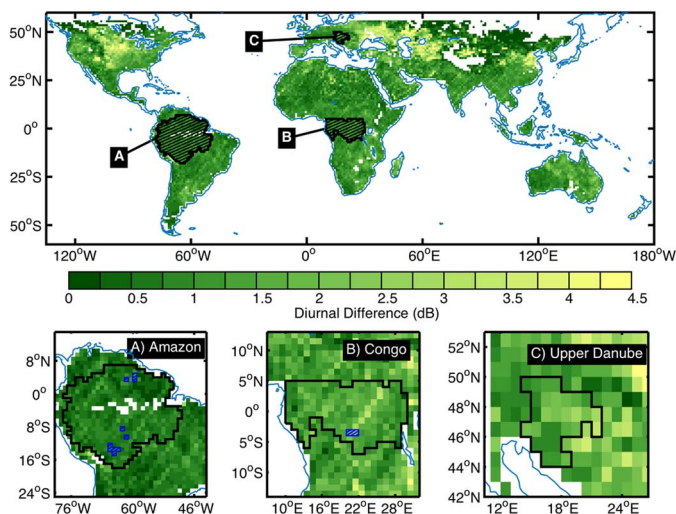 50°N
C
25°N
0°
A
B
25°S
50°S
120°W 60°W 0° 60°E 120°E 180°W
0 0.5 1 1.5 2 2.5 3 3.5 4 4.5
Diurnal Difference (dB)
A) Amazon
8°N
0°
8°S
16°S
24°S
76°W 60°W 46°W
B) Congo
10°N
5°N
0°
5°S
10°S
10°E 16°E 22°E 28°E
C) Upper Danube
52°N
50°N
48°N
46°N
44°N
42°N
12°E 18°E 24°E